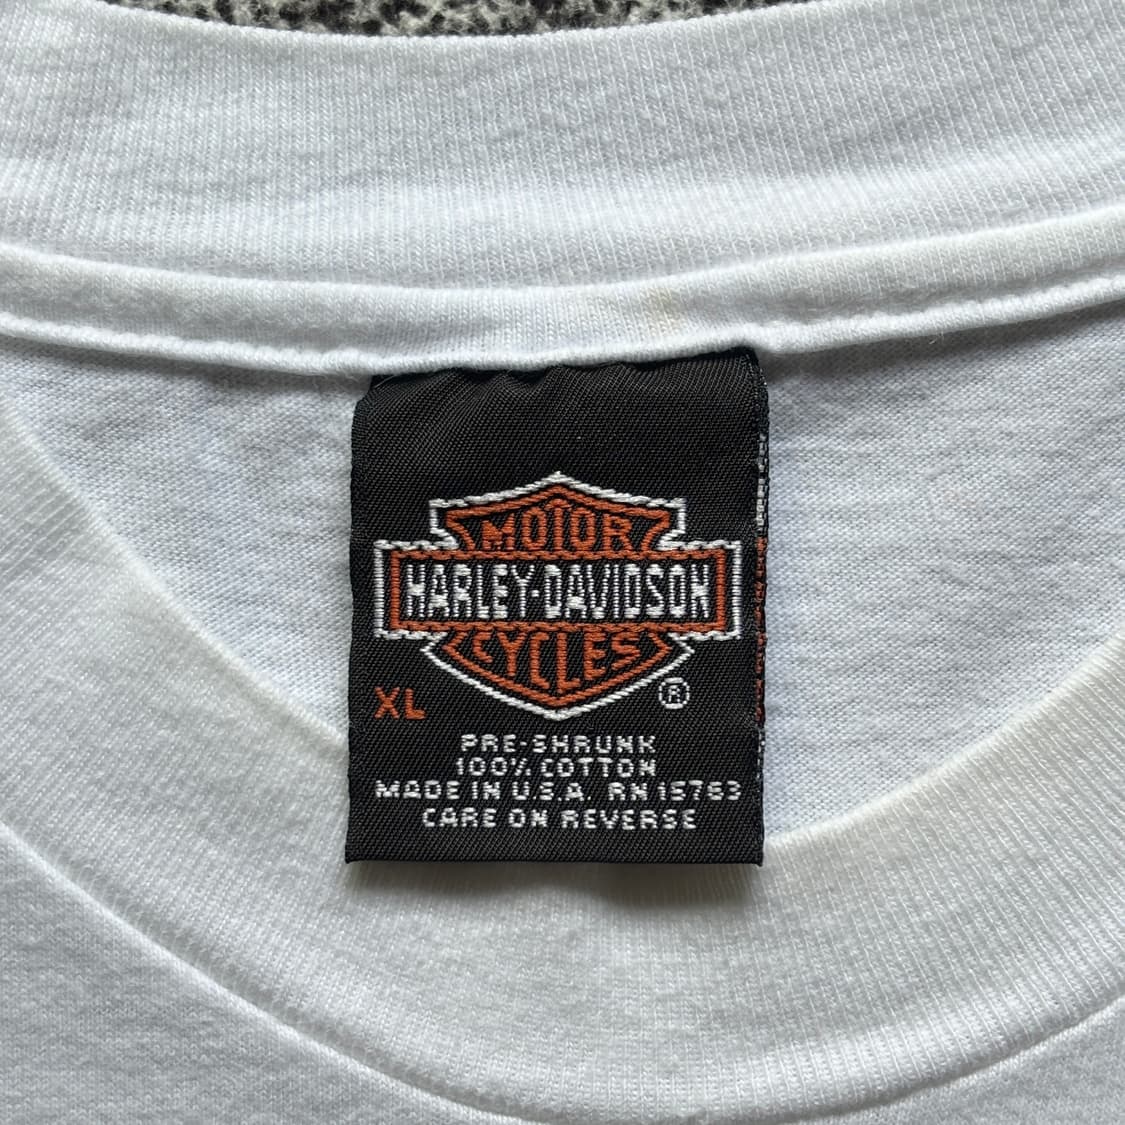 MOTOR
HARLEY-DAVIDSON
CYCLES
®
XL
PRE-SHRUNK
100% COTTON
MADE IN U.S.A. RN 15763
CARE ON REVERSE